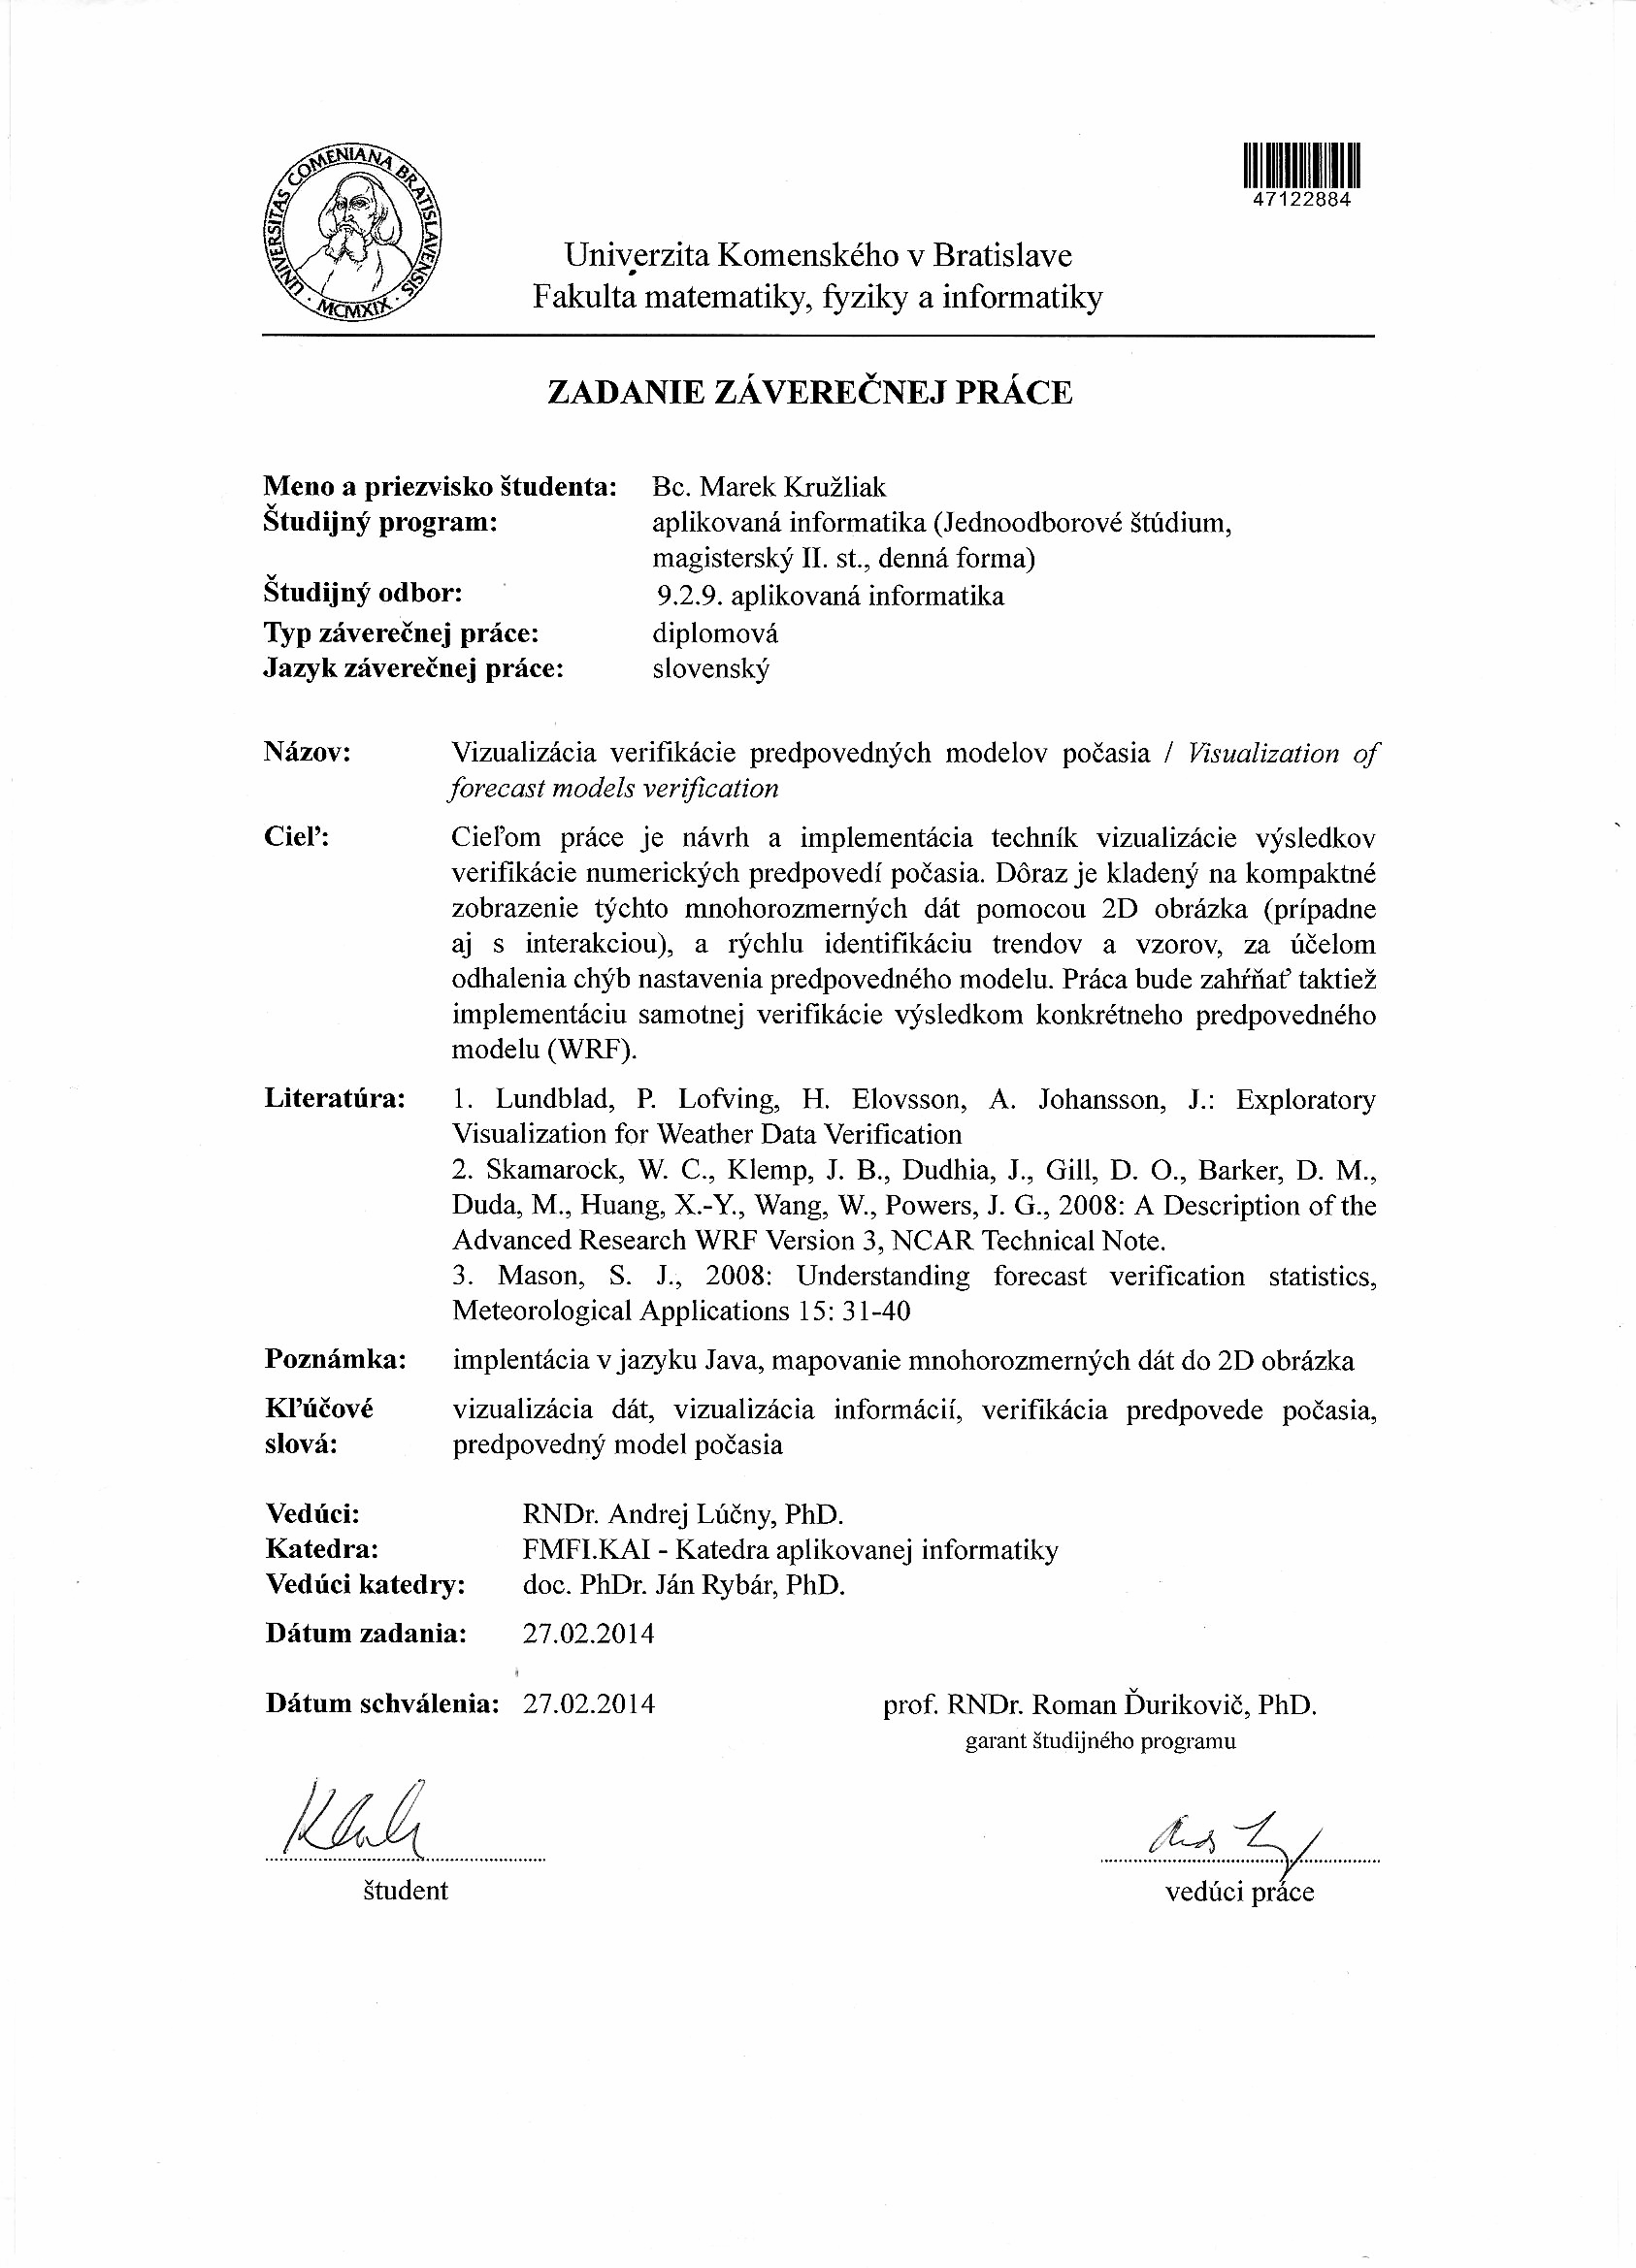 UNIVERSITAS COMENIANA BRATISLAVENSIS
MCMXIX
47122884
Univerzita Komenského v Bratislave
Fakulta matematiky, fyziky a informatiky
ZADANIE ZÁVEREČNEJ PRÁCE
Meno a priezvisko študenta: Bc. Marek Kružliak
Študijný program: aplikovaná informatika (Jednoodborové štúdium,
magisterský II. st., denná forma)
Študijný odbor: 9.2.9. aplikovaná informatika
Typ záverečnej práce: diplomová
Jazyk záverečnej práce: slovenský
Názov: Vizualizácia verifikácie predpovedných modelov počasia / Visualization of
forecast models verification
Cieľ: Cieľom práce je návrh a implementácia techník vizualizácie výsledkov
verifikácie numerických predpovedí počasia. Dôraz je kladený na kompaktné
zobrazenie týchto mnohorozmerných dát pomocou 2D obrázka (prípadne
aj s interakciou), a rýchlu identifikáciu trendov a vzorov, za účelom
odhalenia chýb nastavenia predpovedného modelu. Práca bude zahŕňať taktiež
implementáciu samotnej verifikácie výsledkom konkrétneho predpovedného
modelu (WRF).
Literatúra: 1. Lundblad, P. Lofving, H. Elovsson, A. Johansson, J.: Exploratory
Visualization for Weather Data Verification
2. Skamarock, W. C., Klemp, J. B., Dudhia, J., Gill, D. O., Barker, D. M.,
Duda, M., Huang, X.-Y., Wang, W., Powers, J. G., 2008: A Description of the
Advanced Research WRF Version 3, NCAR Technical Note.
3. Mason, S. J., 2008: Understanding forecast verification statistics,
Meteorological Applications 15: 31-40
Poznámka: implentácia v jazyku Java, mapovanie mnohorozmerných dát do 2D obrázka
Kľúčové vizualizácia dát, vizualizácia informácií, verifikácia predpovede počasia,
slová: predpovedný model počasia
Vedúci: RNDr. Andrej Lúčny, PhD.
Katedra: FMFI.KAI - Katedra aplikovanej informatiky
Vedúci katedry: doc. PhDr. Ján Rybár, PhD.
Dátum zadania: 27.02.2014
Dátum schválenia: 27.02.2014 prof. RNDr. Roman Ďurikovič, PhD.
garant študijného programu
študent vedúci práce